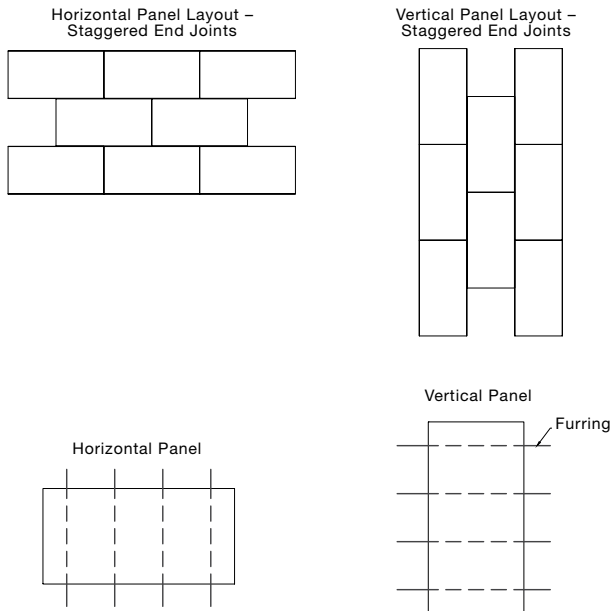 Horizontal Panel Layout –
Staggered End Joints
Vertical Panel Layout –
Staggered End Joints
Horizontal Panel
Vertical Panel
Furring